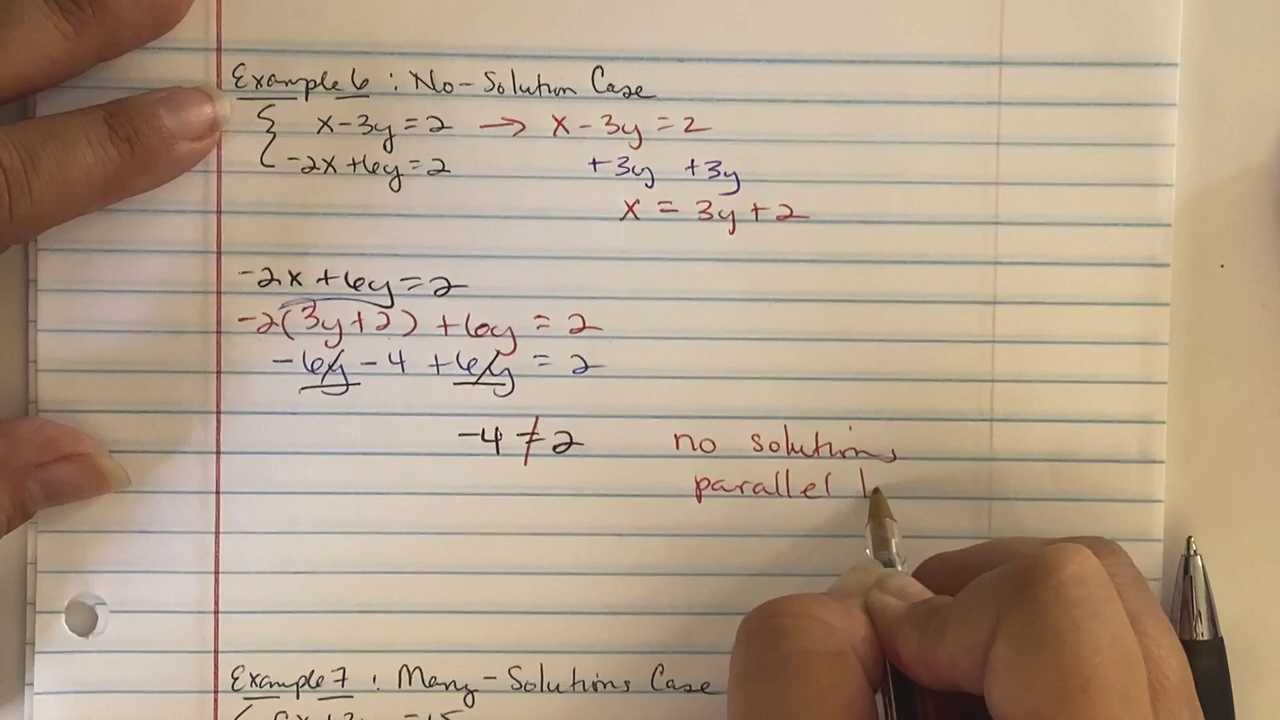 Example 6 : No-Solution Case
x-3y=2 → x-3y=2
-2x+6y=2 +3y +3y
x = 3y+2
-2x+6y=2
-2(3y+2) +6y = 2
-6y-4 +6y = 2
-4≠2 no solutions
parallel l
Example 7 : Many-Solutions Case